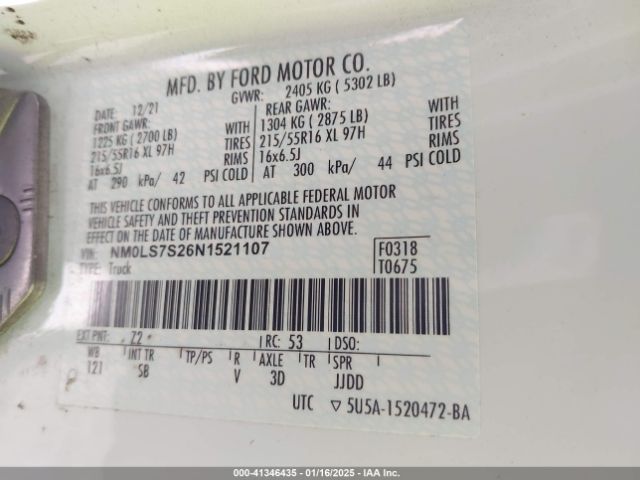 MFD. BY FORD MOTOR CO.
DATE: 12/21 GVWR: 2405 KG ( 5302 LB)
FRONT GAWR: REAR GAWR:
1225 KG ( 2700 LB) WITH 1304 KG ( 2875 LB) WITH
215/55R16 XL 97H TIRES 215/55R16 XL 97H TIRES
16x6.5J RIMS 16x6.5J RIMS
AT 290 kPa/ 42 PSI COLD AT 300 kPa/ 44 PSI COLD
THIS VEHICLE CONFORMS TO ALL APPLICABLE FEDERAL MOTOR
VEHICLE SAFETY AND THEFT PREVENTION STANDARDS IN
EFFECT ON THE DATE OF MANUFACTURE SHOWN ABOVE.
VIN: NM0LS7S26N1521107 F0318
TYPE: Truck T0675
EXT PNT: Z2 RC: 53 DSO:
WB INT TR TP/PS R AXLE TR SPR
121 SB V 3D JJDD
UTC ▽ 5U5A-1520472-BA
000-41346435 - 01/16/2025 - IAAI.COM